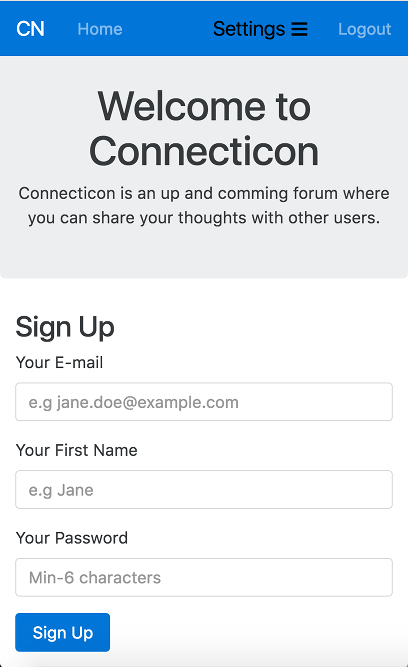 CN Home Settings Logout
Welcome to
Connecticon
Connecticon is an up and comming forum where
you can share your thoughts with other users.
Sign Up
Your E-mail
e.g jane.doe@example.com
Your First Name
e.g Jane
Your Password
Min-6 characters
Sign Up